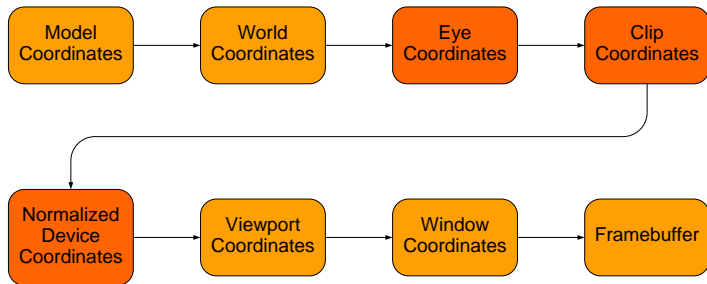 Model
Coordinates
World
Coordinates
Eye
Coordinates
Clip
Coordinates
Normalized
Device
Coordinates
Viewport
Coordinates
Window
Coordinates
Framebuffer